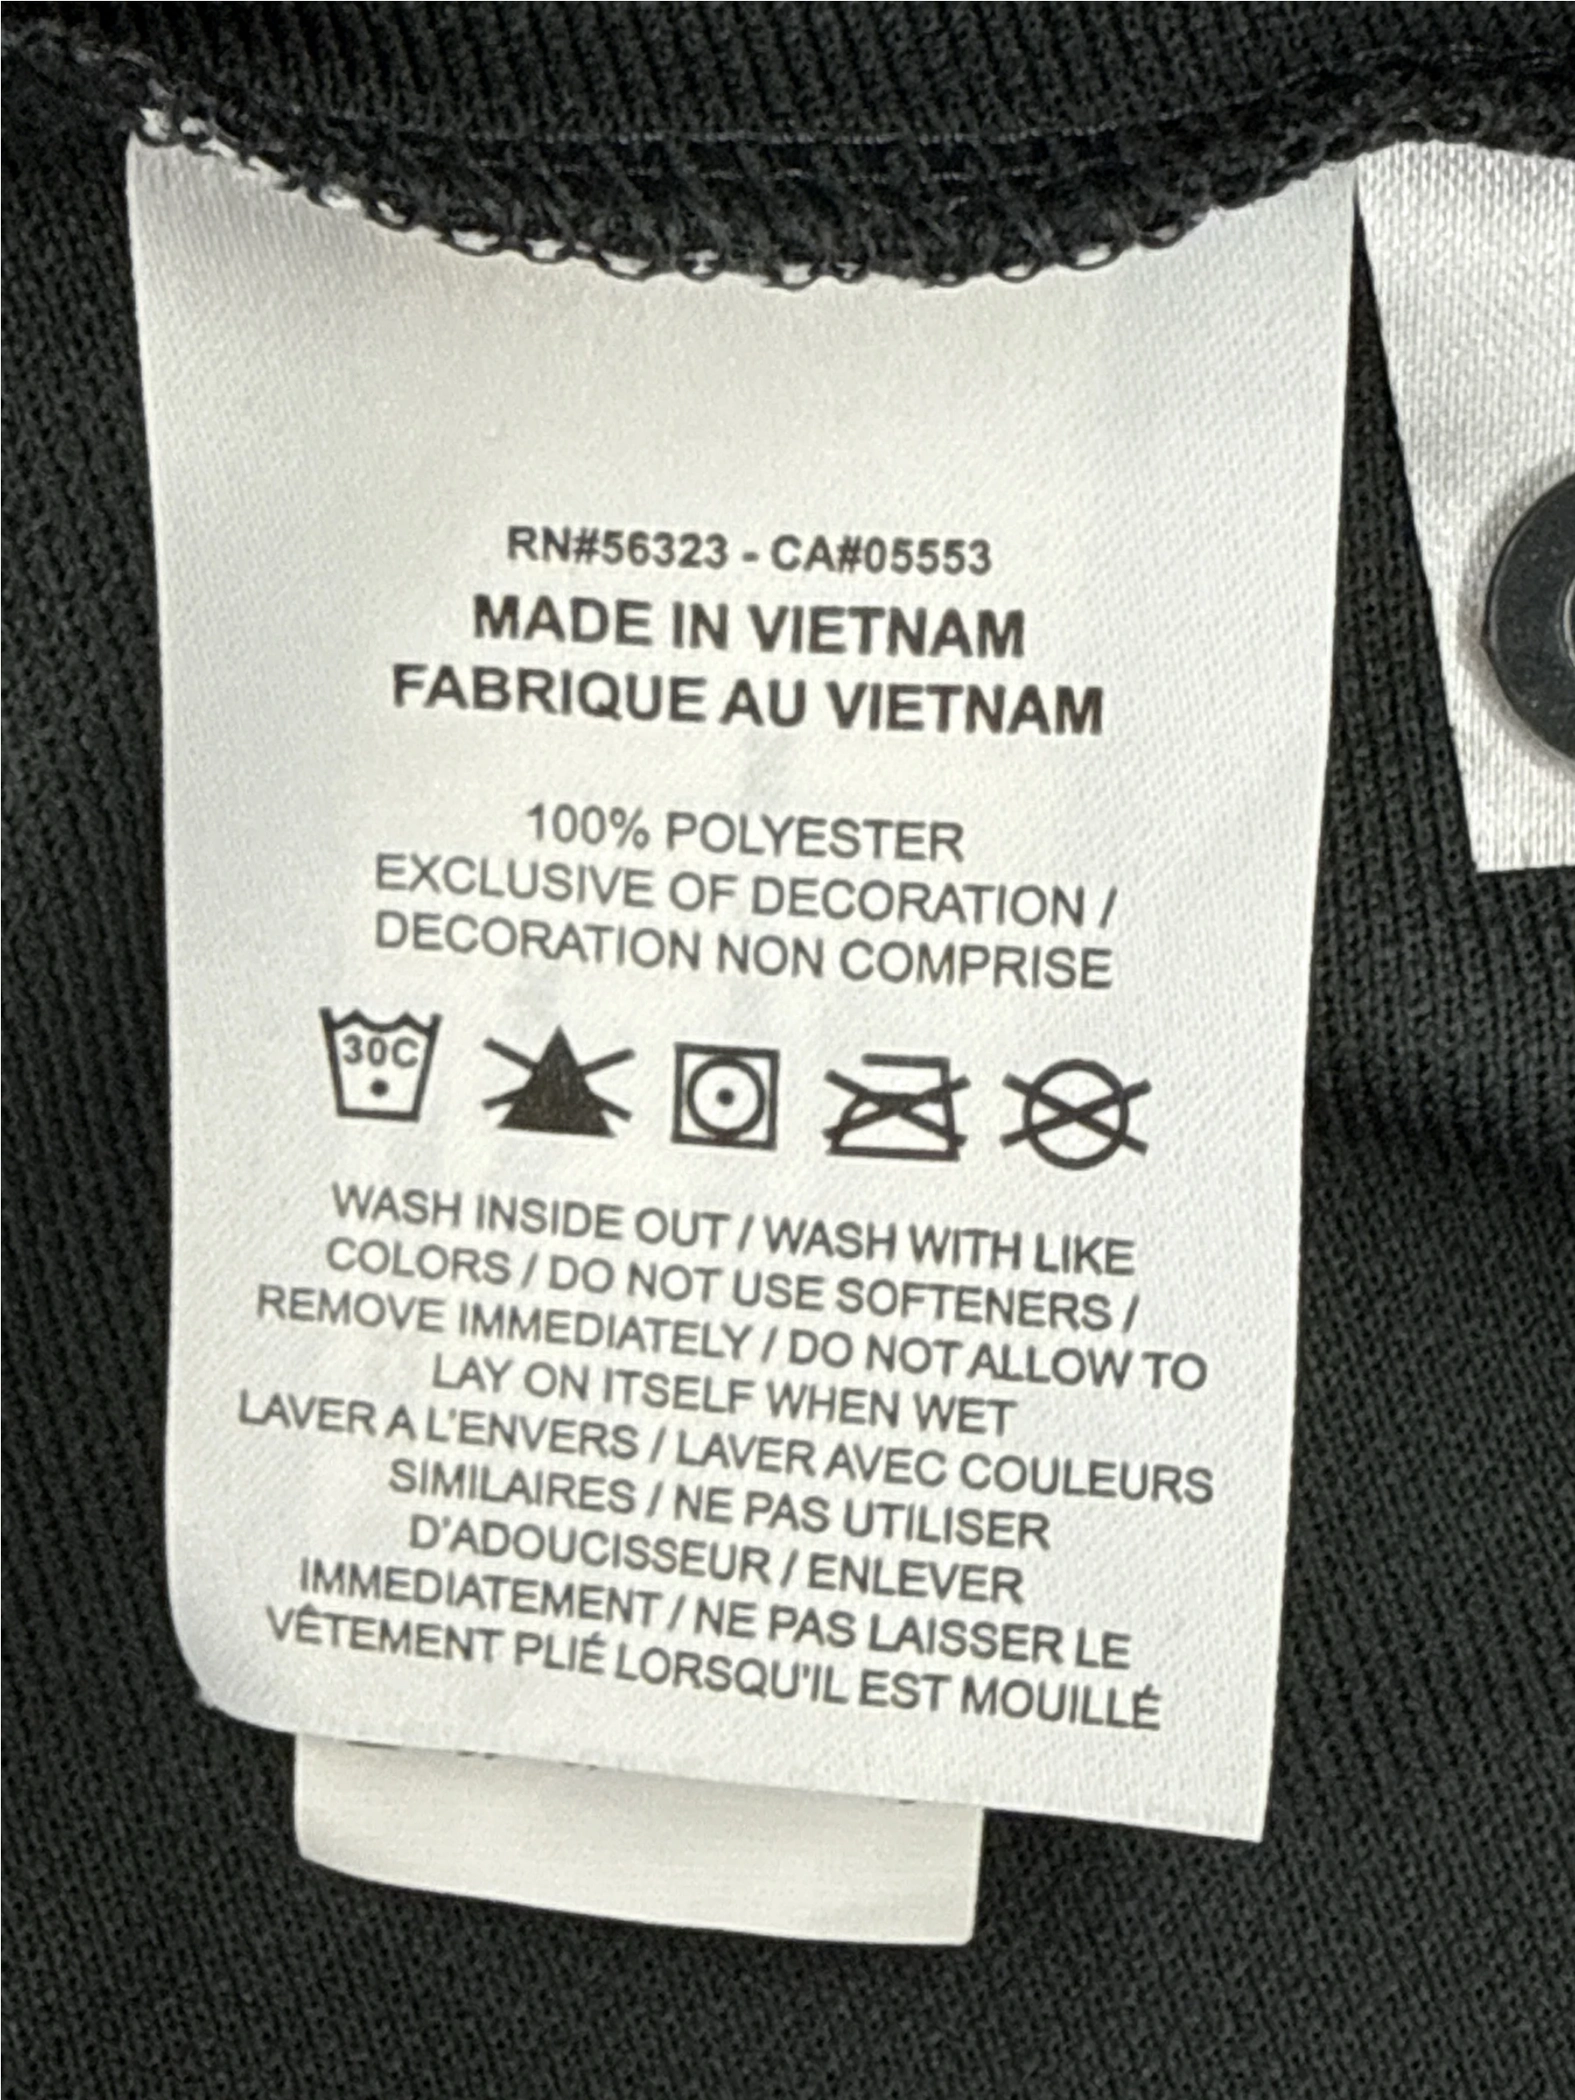 RN#56323 - CA#05553
MADE IN VIETNAM
FABRIQUE AU VIETNAM
100% POLYESTER
EXCLUSIVE OF DECORATION /
DECORATION NON COMPRISE
30C
WASH INSIDE OUT / WASH WITH LIKE
COLORS / DO NOT USE SOFTENERS /
REMOVE IMMEDIATELY / DO NOT ALLOW TO
LAY ON ITSELF WHEN WET
LAVER A L'ENVERS / LAVER AVEC COULEURS
SIMILAIRES / NE PAS UTILISER
D'ADOUCISSEUR / ENLEVER
IMMEDIATEMENT / NE PAS LAISSER LE
VÊTEMENT PLIÉ LORSQU'IL EST MOUILLÉ